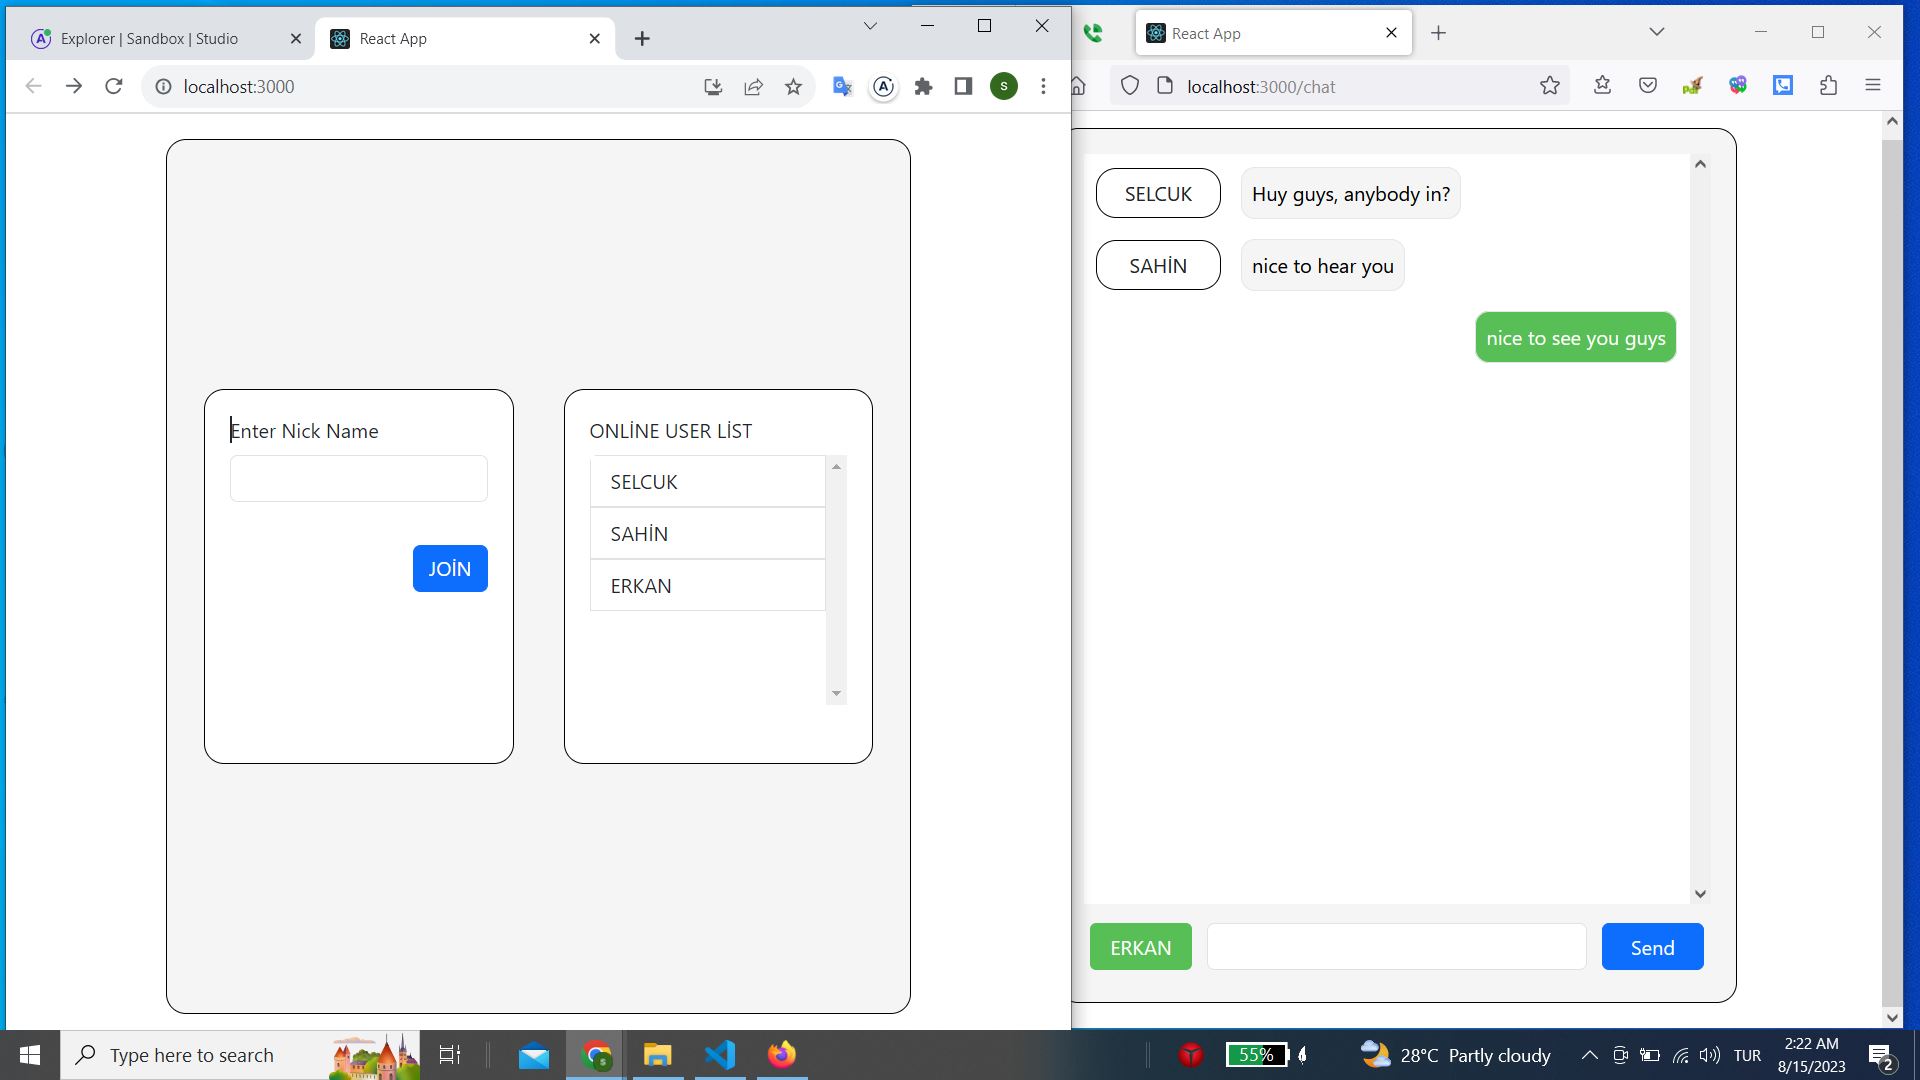 Explorer | Sandbox | Studio
React App
localhost:3000
S
Enter Nick Name
JOİN
ONLİNE USER LİST
SELCUK
SAHİN
ERKAN
React App
localhost:3000/chat
SELCUK
Huy guys, anybody in?
SAHİN
nice to hear you
nice to see you guys
ERKAN
Send
Type here to search
55%
28°C Partly cloudy
TUR
2:22 AM
8/15/2023
2